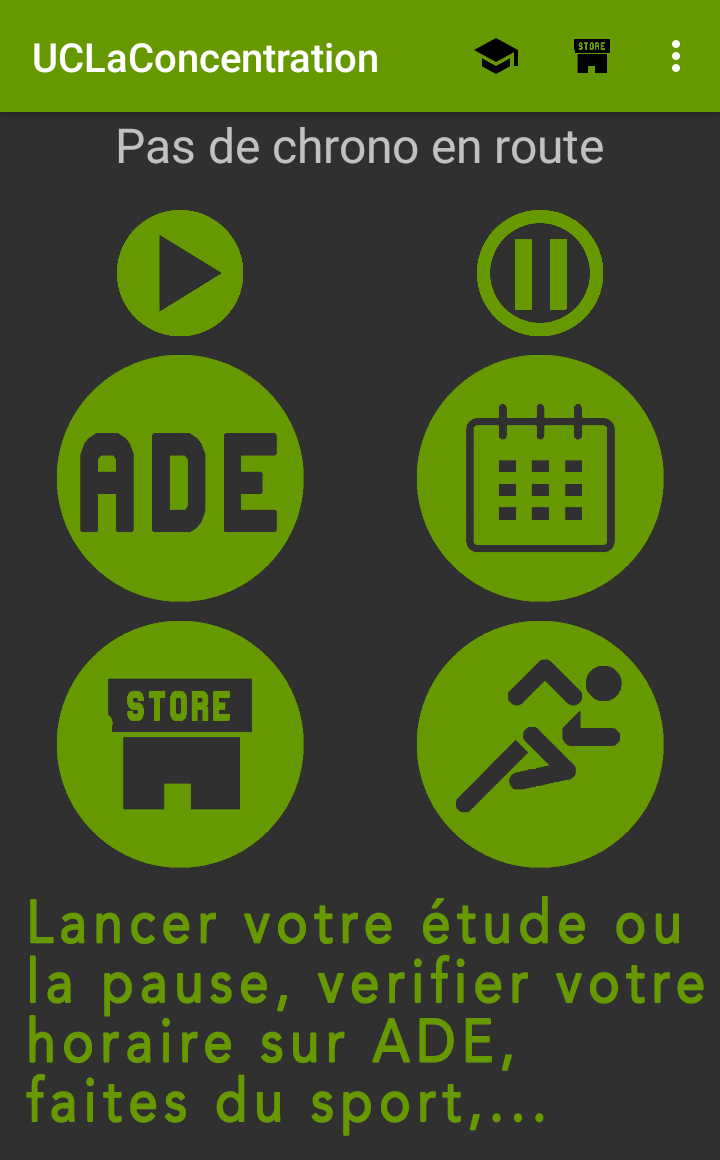 UCLaConcentration
STORE
Pas de chrono en route
ADE
STORE
Lancer votre étude ou
la pause, verifier votre
horaire sur ADE,
faites du sport,...